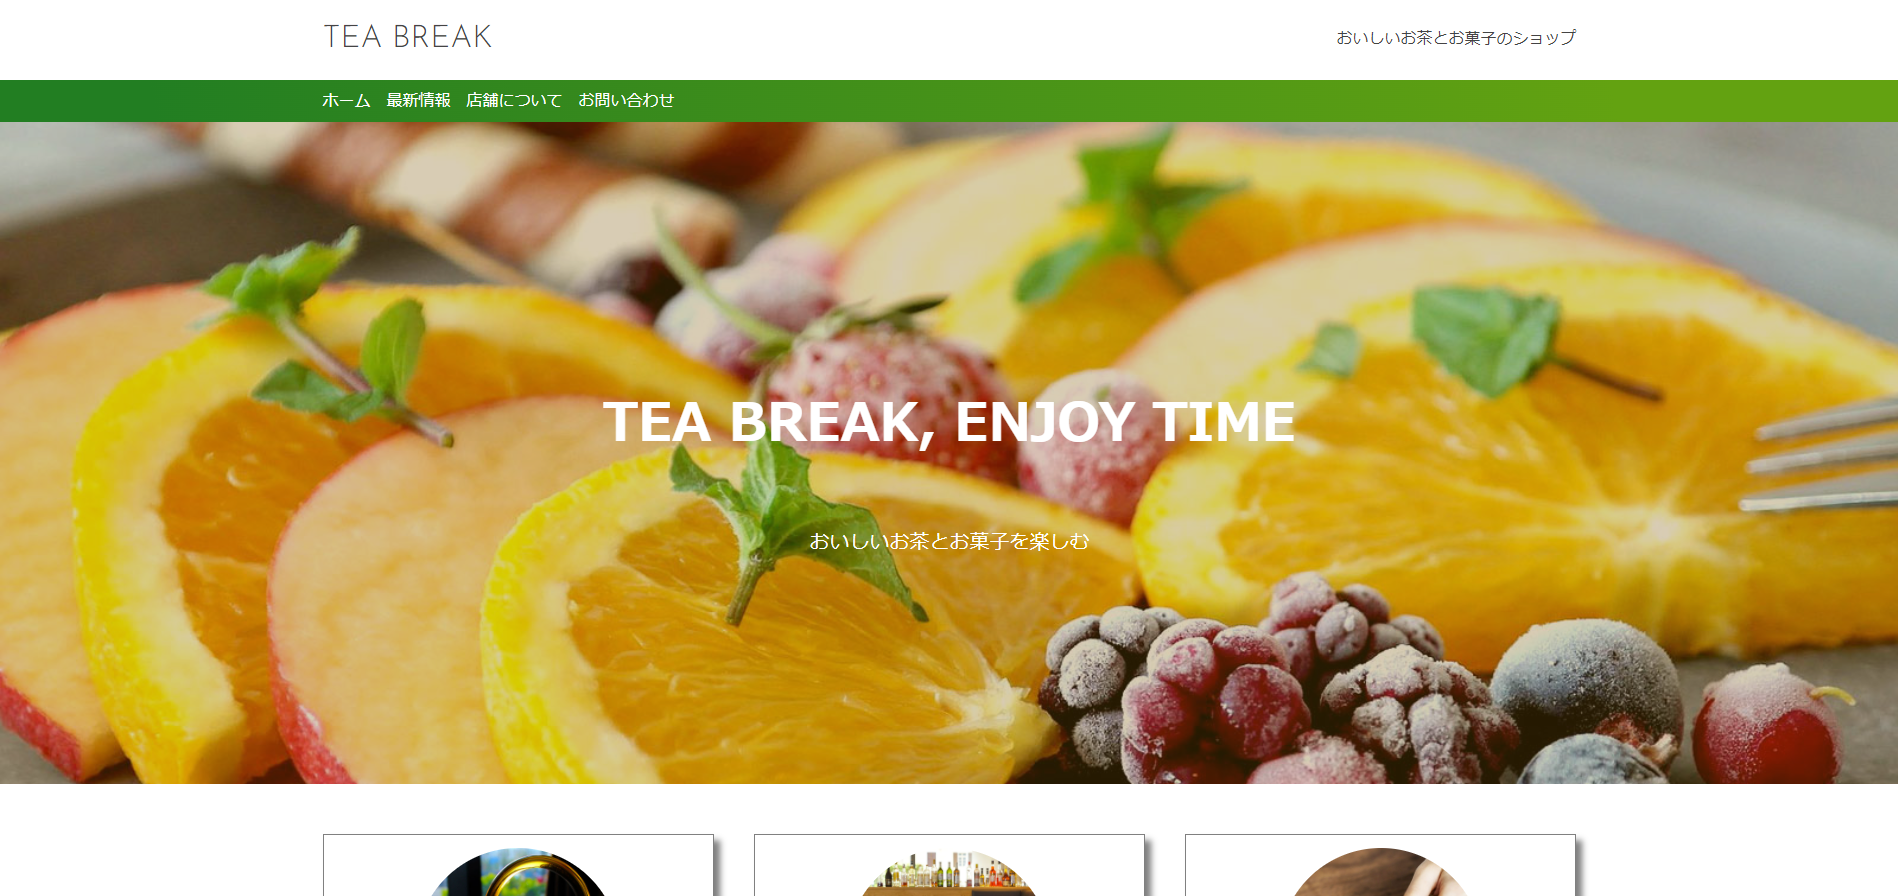 TEA BREAK
おいしいお茶とお菓子のショップ
ホーム 最新情報 店舗について お問い合わせ
TEA BREAK, ENJOY TIME
おいしいお茶とお菓子を楽しむ